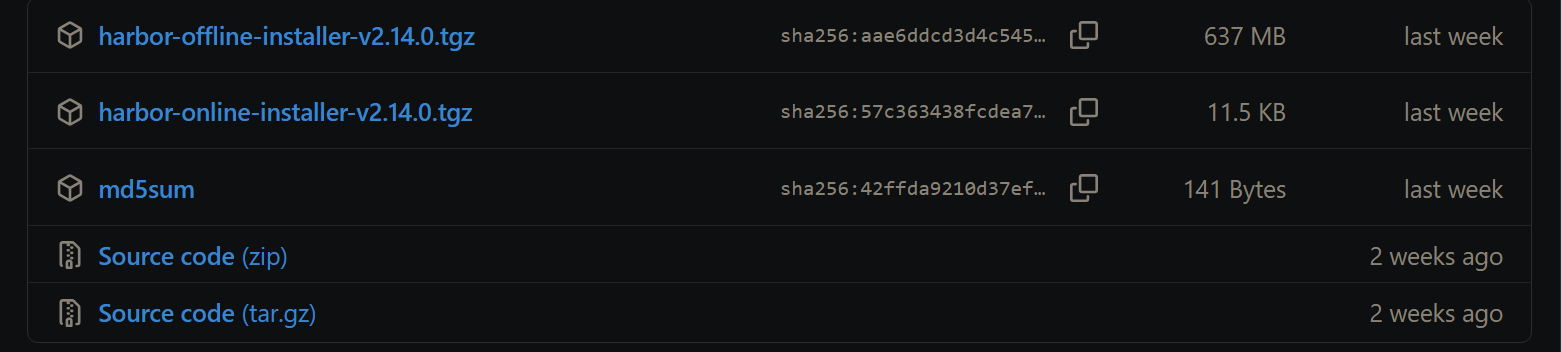 harbor-offline-installer-v2.14.0.tgz sha256:aae6ddcd3d4c545… 637 MB last week
harbor-online-installer-v2.14.0.tgz sha256:57c363438fcdea7… 11.5 KB last week
md5sum sha256:42ffda9210d37ef… 141 Bytes last week
Source code (zip) 2 weeks ago
Source code (tar.gz) 2 weeks ago